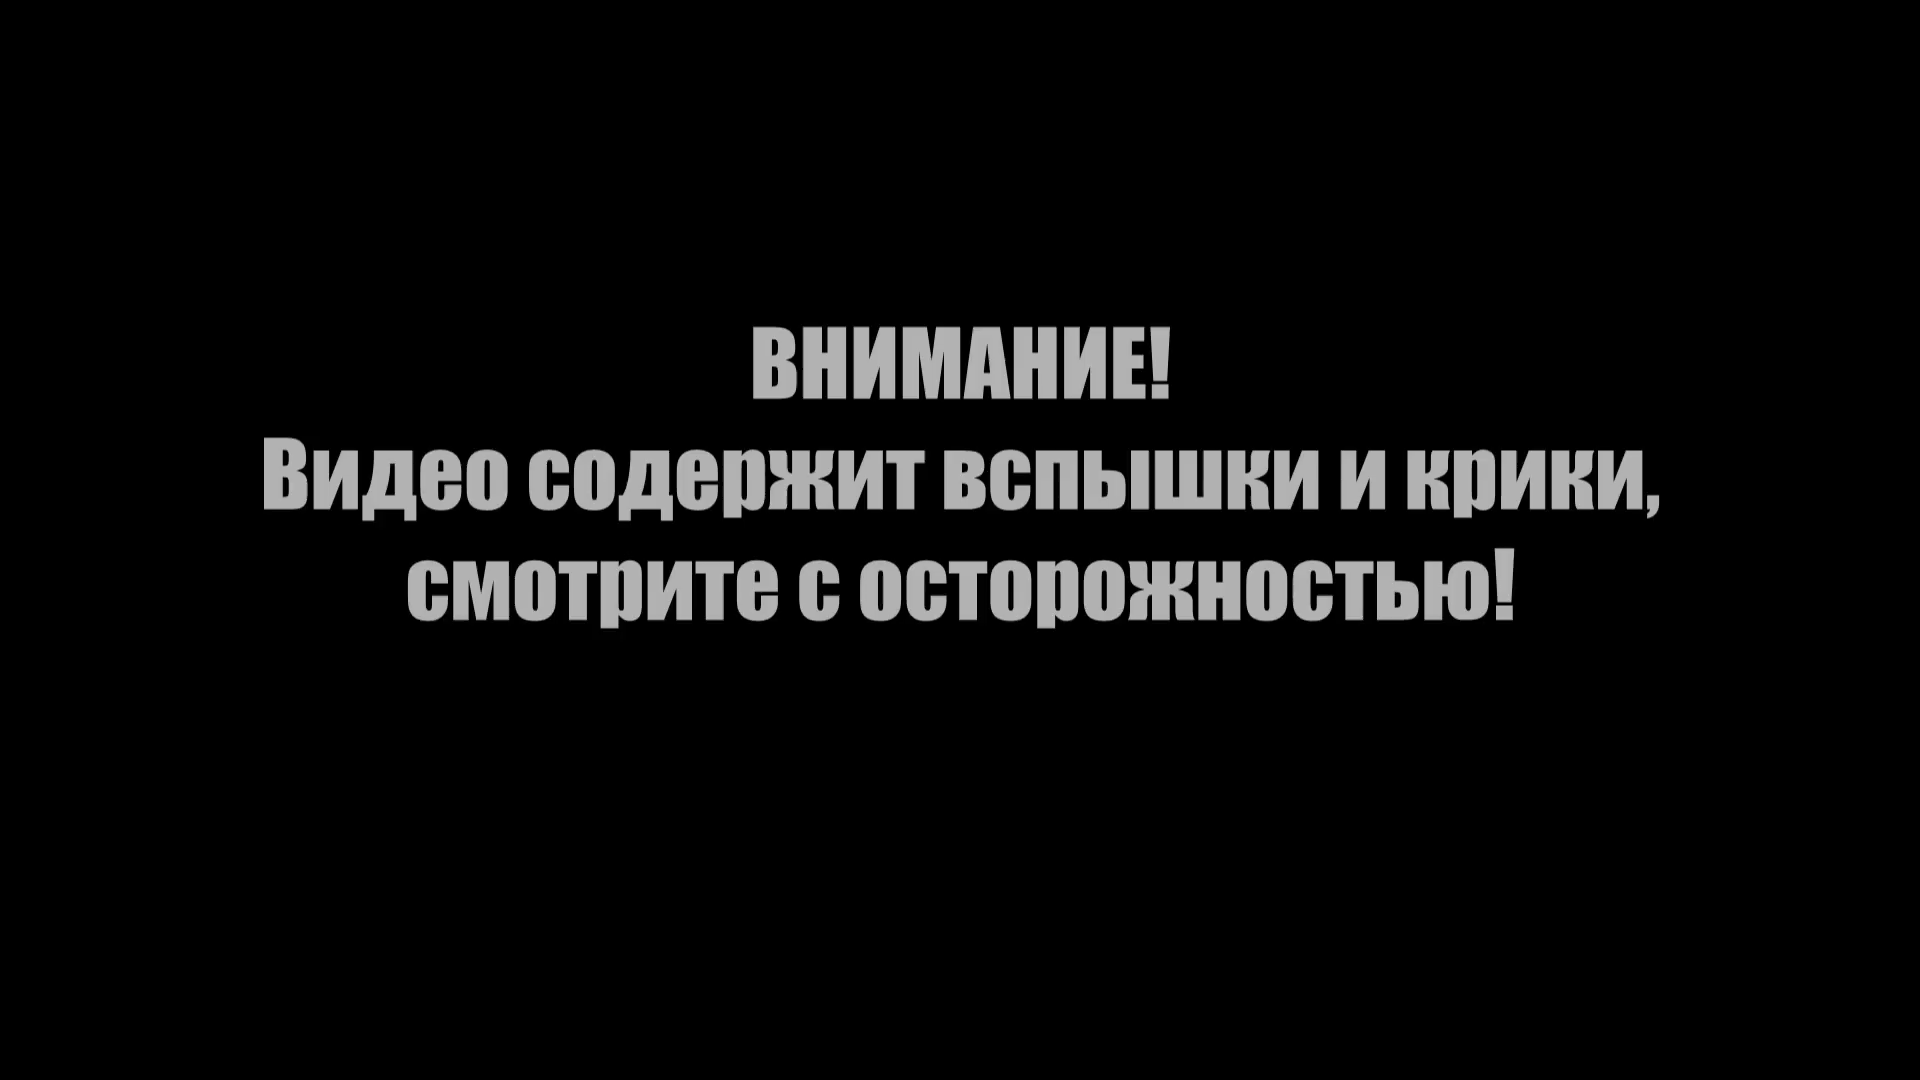 ВНИМАНИЕ!
Видео содержит вспышки и крики,
смотрите с осторожностью!